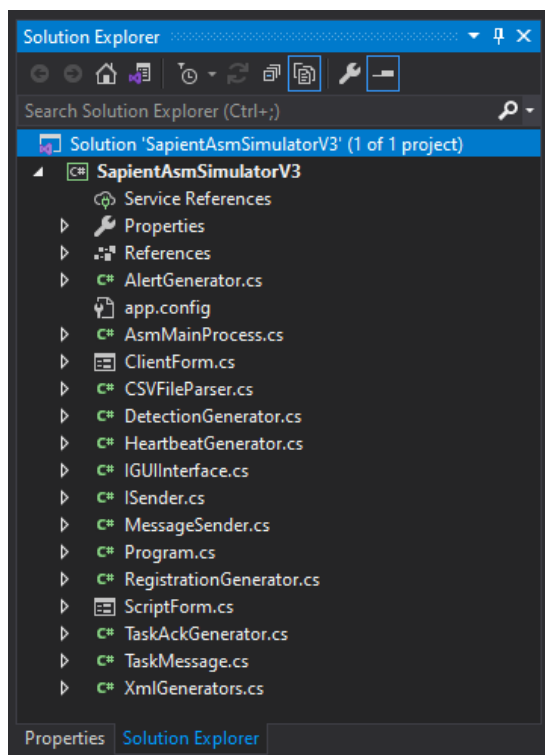 Solution Explorer
Search Solution Explorer (Ctrl+;)
Solution 'SapientAsmSimulatorV3' (1 of 1 project)
C# SapientAsmSimulatorV3
Service References
Properties
References
C# AlertGenerator.cs
app.config
C# AsmMainProcess.cs
ClientForm.cs
C# CSVFileParser.cs
C# DetectionGenerator.cs
C# HeartbeatGenerator.cs
C# IGUIInterface.cs
C# ISender.cs
C# MessageSender.cs
C# Program.cs
C# RegistrationGenerator.cs
ScriptForm.cs
C# TaskAckGenerator.cs
C# TaskMessage.cs
C# XmlGenerators.cs
Properties Solution Explorer